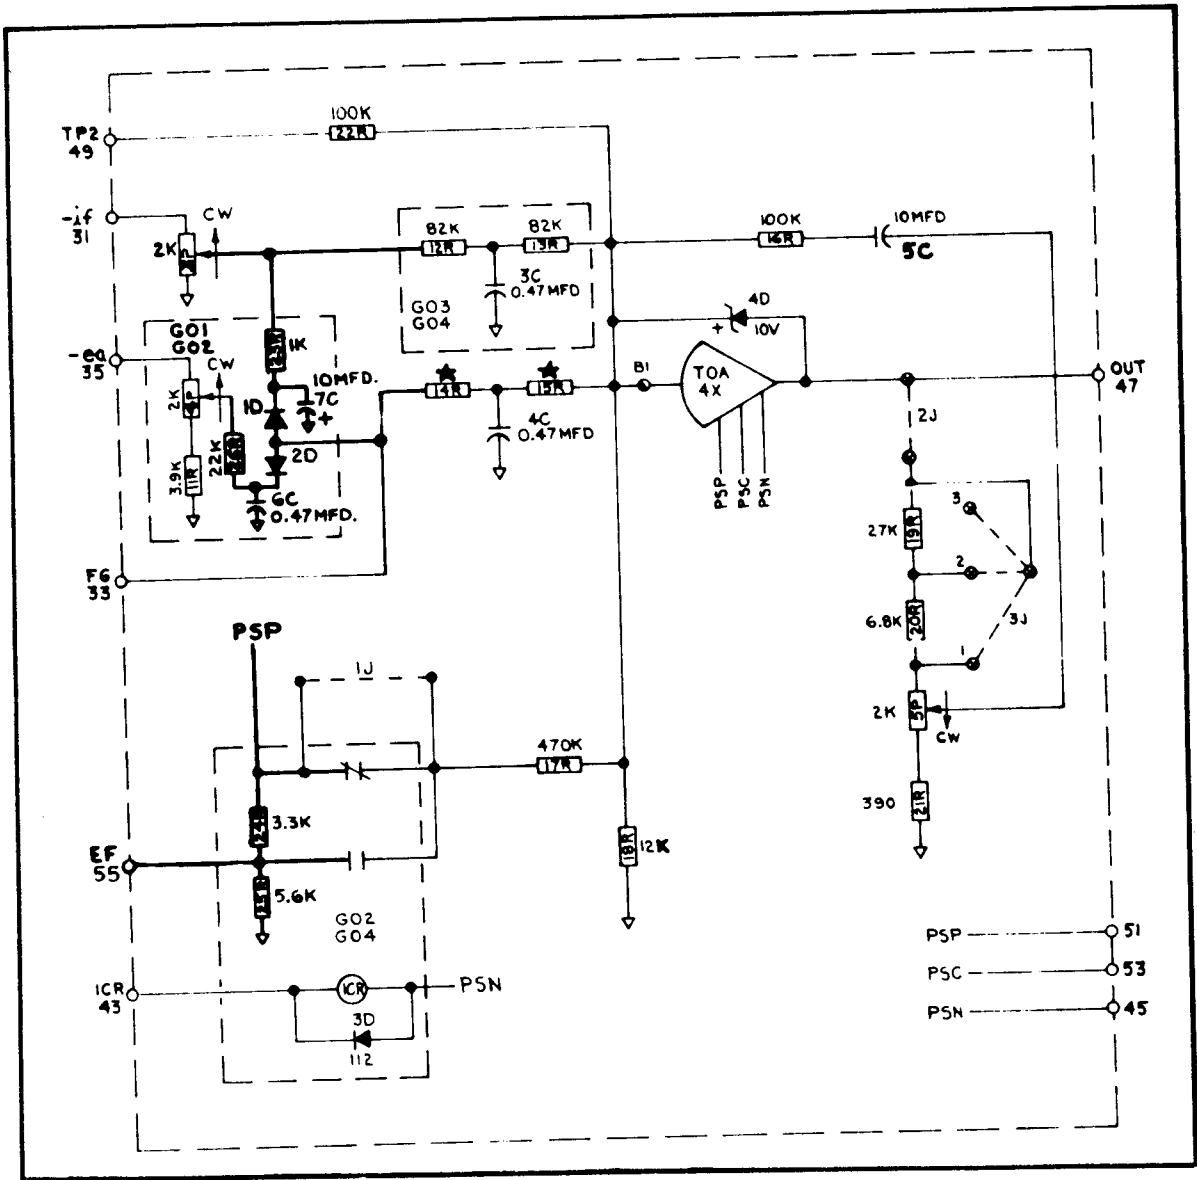 100K
22R
TP2
49
-if
31
CW
2K
82K
12R
82K
13R
3C
0.47MFD
G03
G04
100K
16R
10MFD
5C
4D
+
10V
G01
G02
-ea
35
CW
2K
4P
3.9K
11R
22K
26R
1K
10MFD.
7C
+
1D
2D
6C
0.47MFD.
14R
15R
4C
0.47MFD
B1
TOA
4X
PSP
PSC
PSN
OUT
47
2J
27K
19R
3
2
6.8K
20R
3J
1
2K
5P
CW
390
21R
FG
33
PSP
1J
470K
17R
18R
12K
24R
3.3K
EF
55
25R
5.6K
G02
G04
1CR
43
1CR
PSN
3D
112
PSP
51
PSC
53
PSN
45